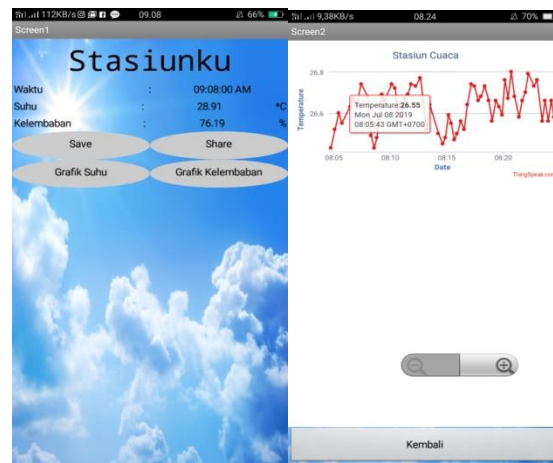 112KB/s 09.08 66%
Screen1
Stasiunku
Waktu : 09:08:00 AM
Suhu : 28.91 °C
Kelembaban : 76.19 %
Save Share
Grafik Suhu Grafik Kelembaban
9,38KB/s 08.24 70%
Screen2
Stasiun Cuaca
26.8
26.6
Temperature
Temperature:26.55
Mon Jul 08 2019
08:05:43 GMT+0700
08:05 08:10 08:15 08:20
Date
ThingSpeak.com
Kembali